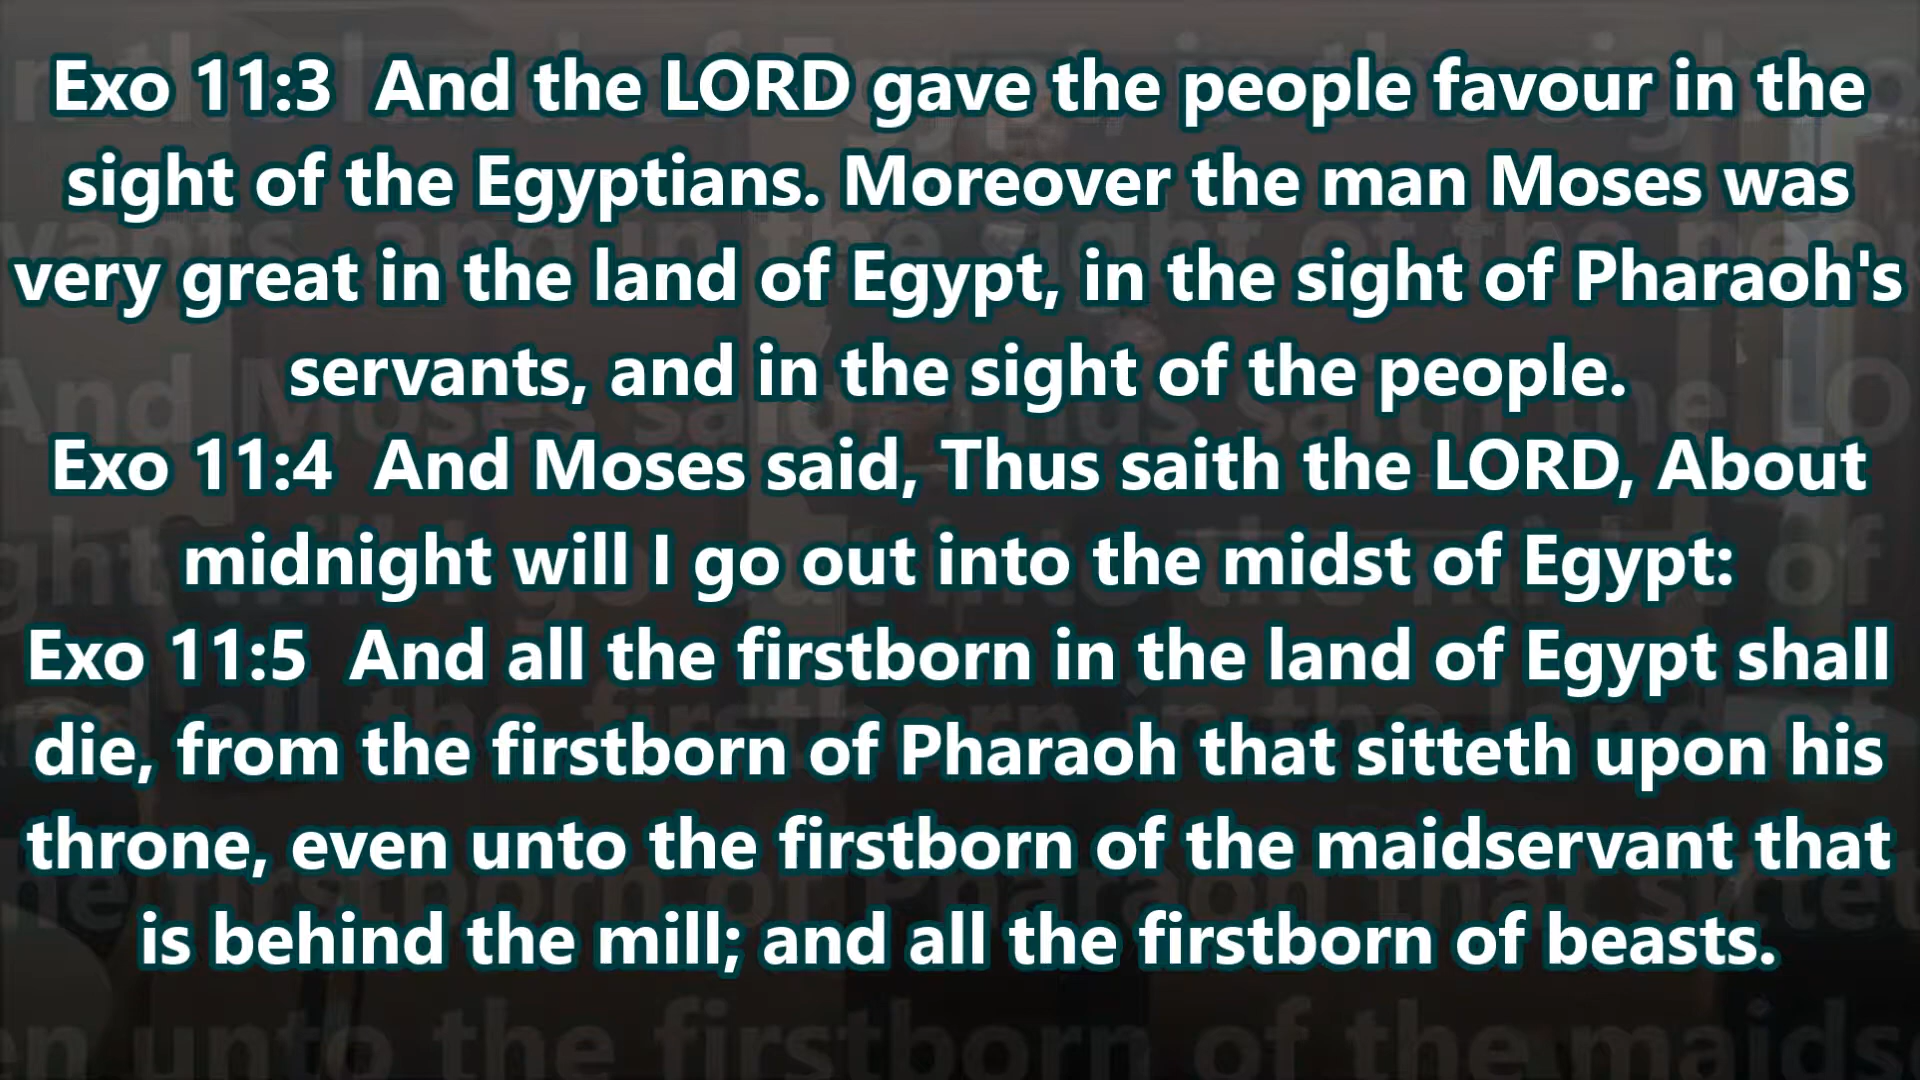 Exo 11:3  And the LORD gave the people favour in the
sight of the Egyptians. Moreover the man Moses was
very great in the land of Egypt, in the sight of Pharaoh's
servants, and in the sight of the people.
Exo 11:4  And Moses said, Thus saith the LORD, About
midnight will I go out into the midst of Egypt:
Exo 11:5  And all the firstborn in the land of Egypt shall
die, from the firstborn of Pharaoh that sitteth upon his
throne, even unto the firstborn of the maidservant that
is behind the mill; and all the firstborn of beasts.